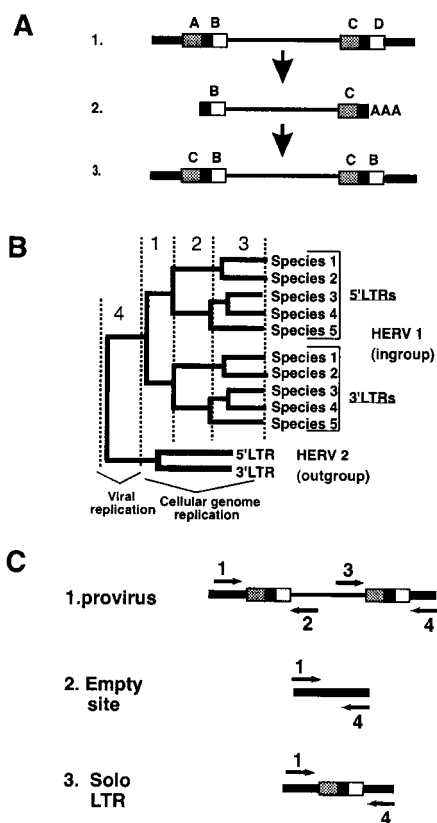 A
A B C D
1.
B C
2. AAA
C B C B
3.
B
1 2 3
4
Species 1
Species 2
Species 3
Species 4
Species 5
5'LTRs
HERV 1
(ingroup)
Species 1
Species 2
Species 3
Species 4
Species 5
3'LTRs
5'LTR
3'LTR
HERV 2
(outgroup)
Viral
replication
Cellular genome
replication
C
1 3
1.provirus
2 4
1
2. Empty
site
4
1
3. Solo
LTR
4